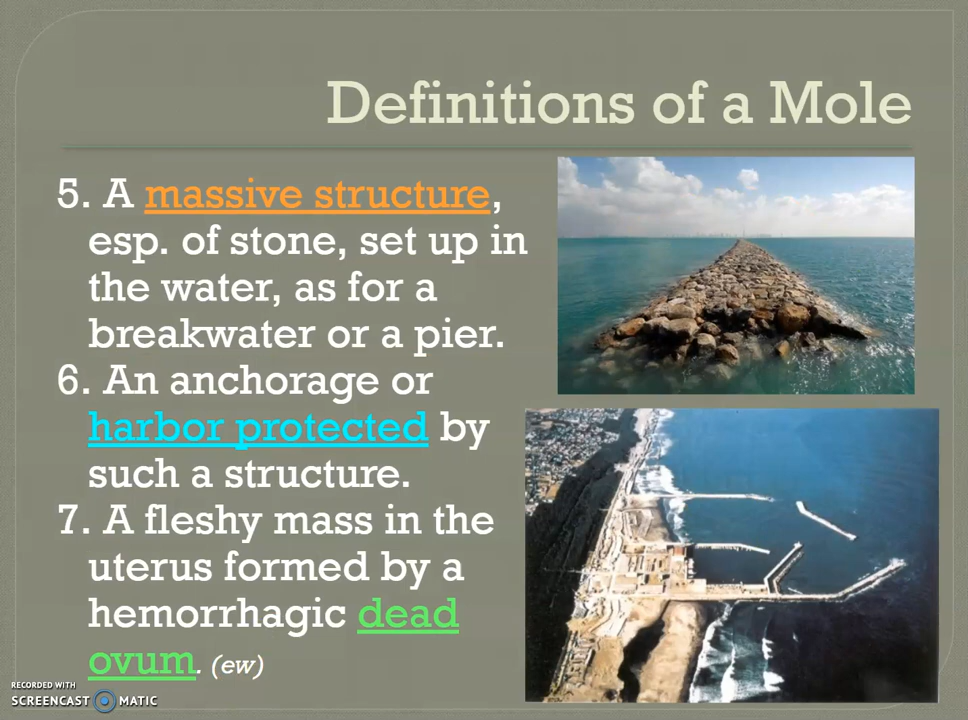 Definitions of a Mole
5. A massive structure,
esp. of stone, set up in
the water, as for a
breakwater or a pier.
6. An anchorage or
harbor protected by
such a structure.
7. A fleshy mass in the
uterus formed by a
hemorrhagic dead
ovum. (ew)
RECORDED WITH
SCREENCAST MATIC